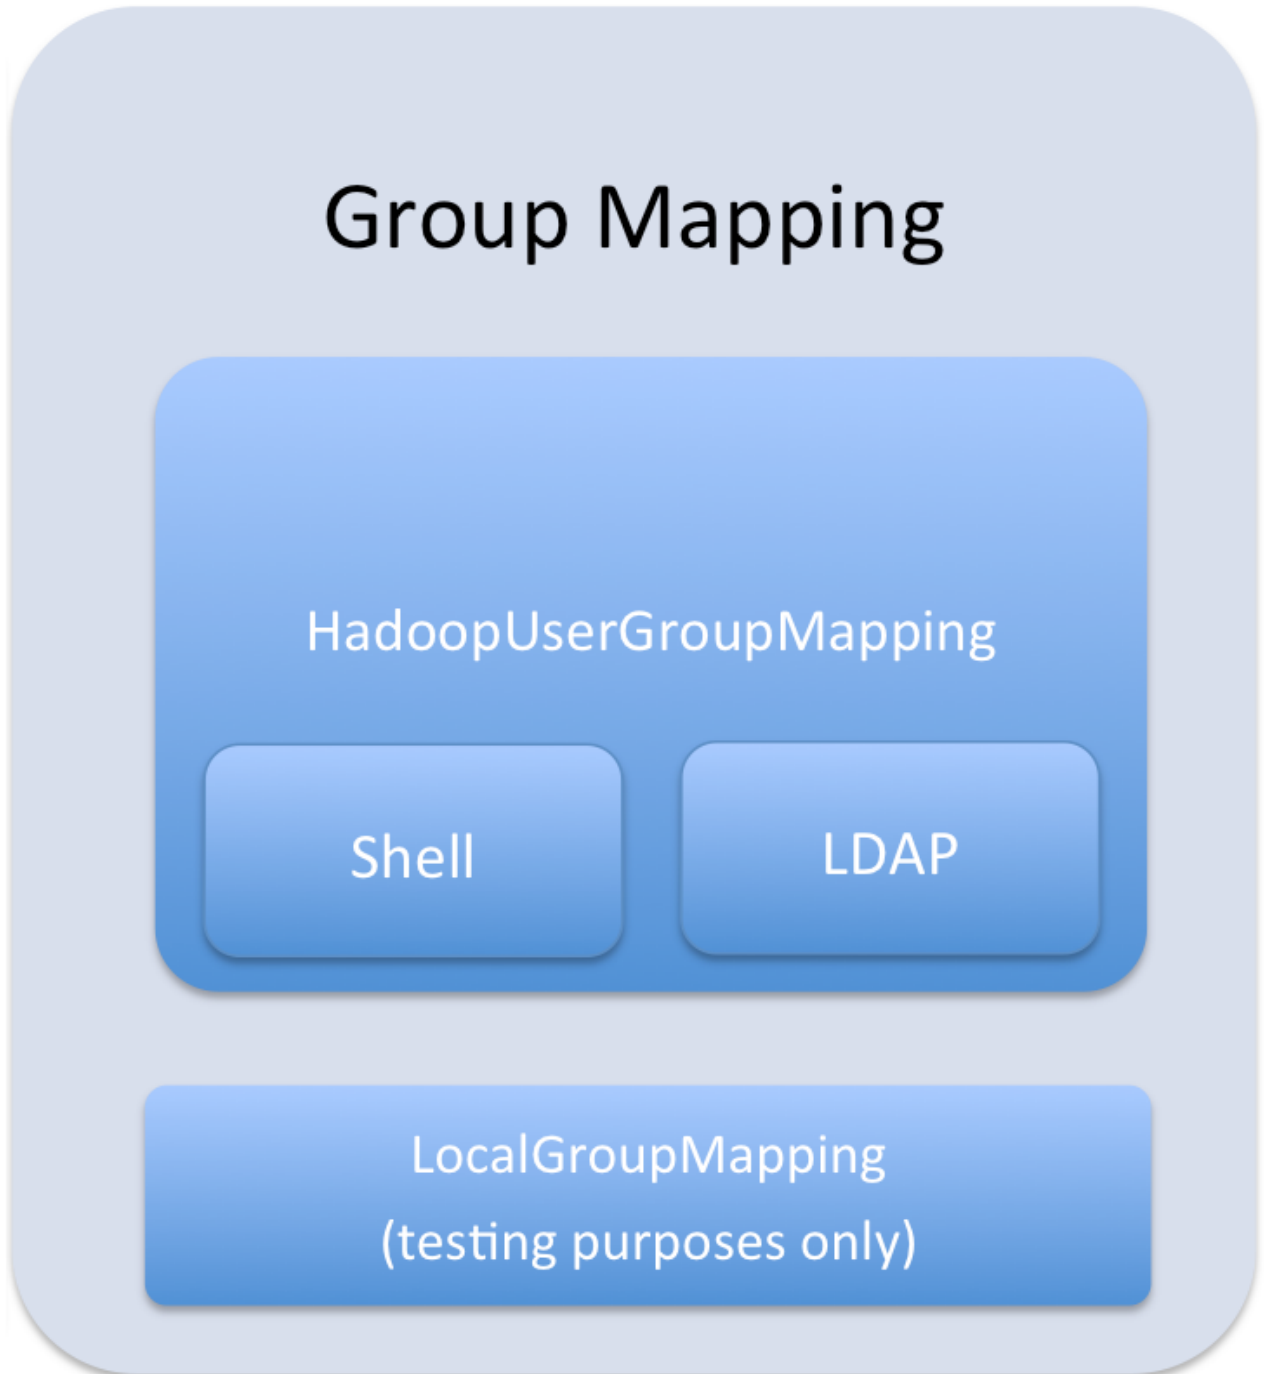 Group Mapping
HadoopUserGroupMapping
Shell
LDAP
LocalGroupMapping
(testing purposes only)